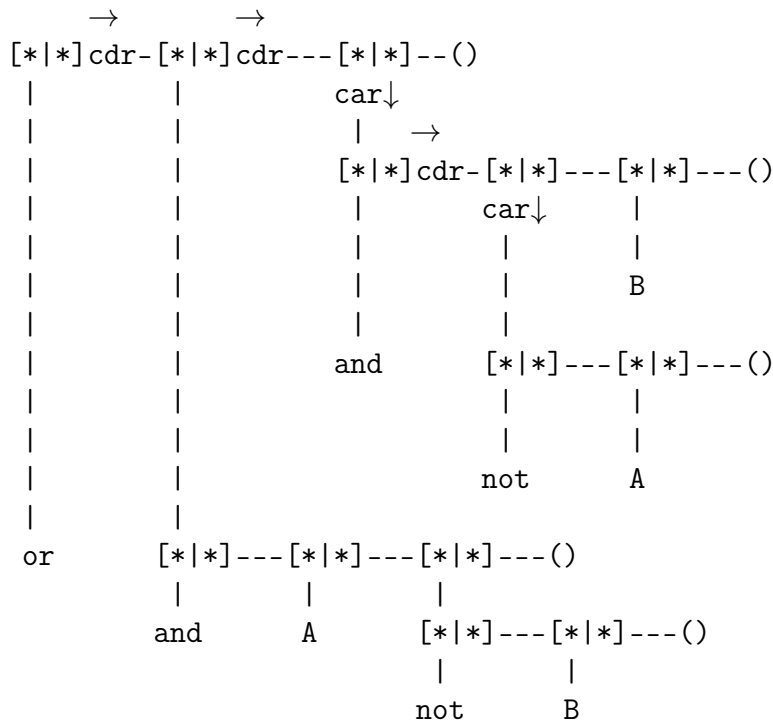 → →
[*|*]cdr-[*|*]cdr---[*|*]--()
| | car↓
| | | →
| | [*|*]cdr-[*|*]---[*|*]---()
| | | car↓ |
| | | | |
| | | | B
| | | |
| | and [*|*]---[*|*]---()
| | | |
| | | |
| | not A
| |
or [*|*]---[*|*]---[*|*]---()
| | |
and A [*|*]---[*|*]---()
| |
not B